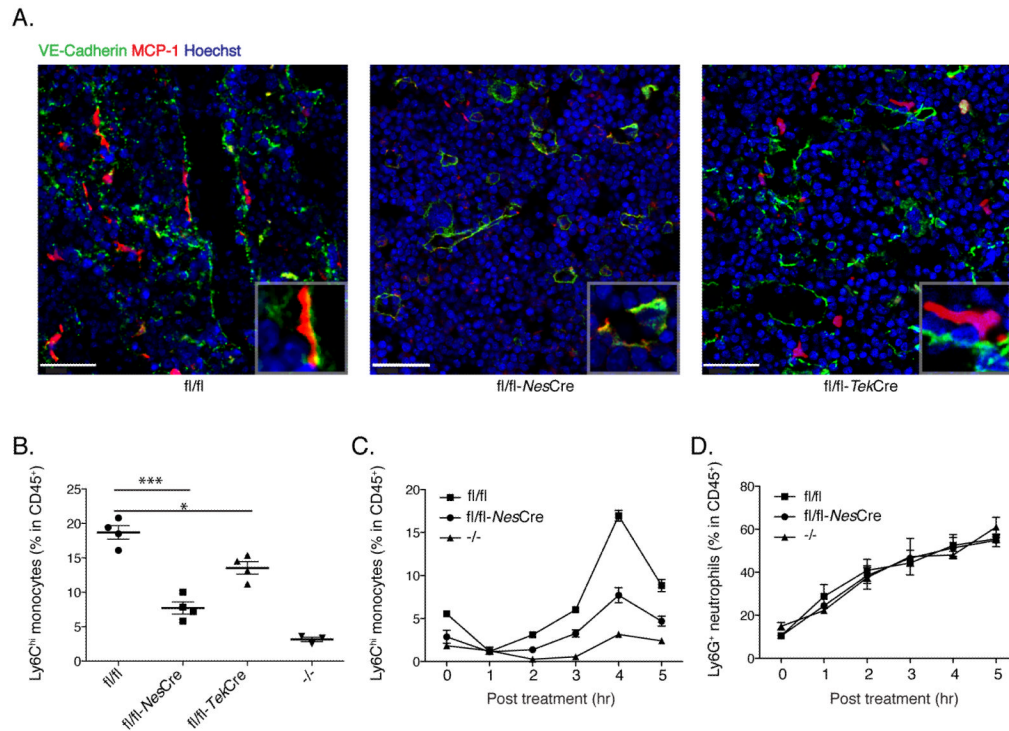 A.
VE-Cadherin MCP-1 Hoechst
fl/fl
fl/fl-NesCre
fl/fl-TekCre
B.
Ly6Cʰⁱ monocytes (% in CD45⁺)
25
20
15
10
5
0
***
*
fl/fl
fl/fl-NesCre
fl/fl-TekCre
-/-
C.
Ly6Cʰⁱ monocytes (% in CD45⁺)
20
15
10
5
0
fl/fl
fl/fl-NesCre
-/-
0 1 2 3 4 5
Post treatment (hr)
D.
Ly6G⁺ neutrophils (% in CD45⁺)
80
60
40
20
0
fl/fl
fl/fl-NesCre
-/-
0 1 2 3 4 5
Post treatment (hr)